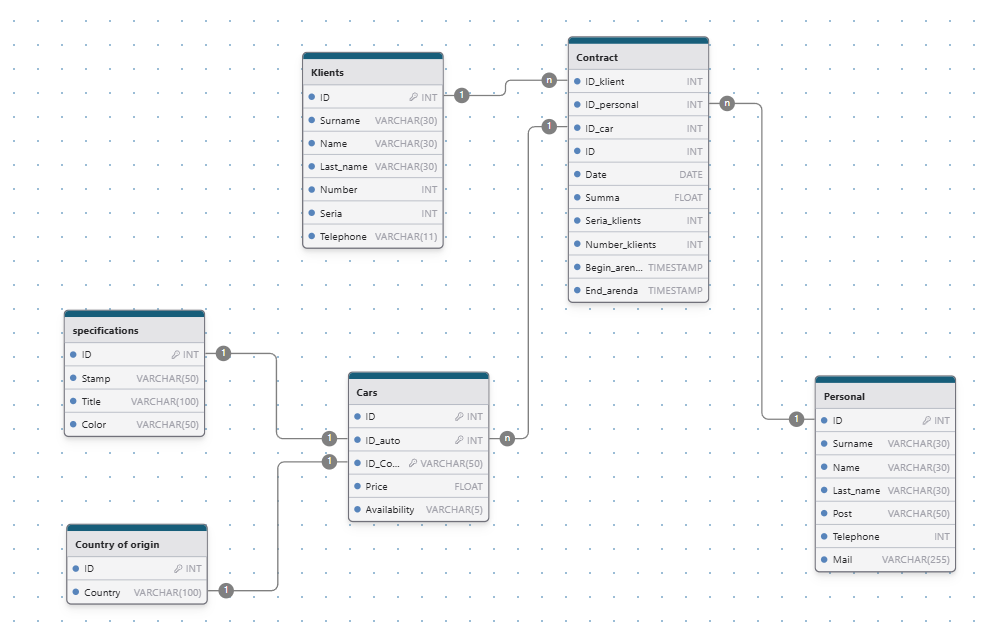 Klients
ID INT
Surname VARCHAR(30)
Name VARCHAR(30)
Last_name VARCHAR(30)
Number INT
Seria INT
Telephone VARCHAR(11)
1
n
Contract
ID_klient INT
ID_personal INT
ID_car INT
ID INT
Date DATE
Summa FLOAT
Seria_klients INT
Number_klients INT
Begin_aren... TIMESTAMP
End_arenda TIMESTAMP
n
1
specifications
ID INT
Stamp VARCHAR(50)
Title VARCHAR(100)
Color VARCHAR(50)
1
1
1
Cars
ID INT
ID_auto INT
ID_Co... VARCHAR(50)
Price FLOAT
Availability VARCHAR(5)
n
1
Personal
ID INT
Surname VARCHAR(30)
Name VARCHAR(30)
Last_name VARCHAR(30)
Post VARCHAR(50)
Telephone INT
Mail VARCHAR(255)
Country of origin
ID INT
Country VARCHAR(100)
1